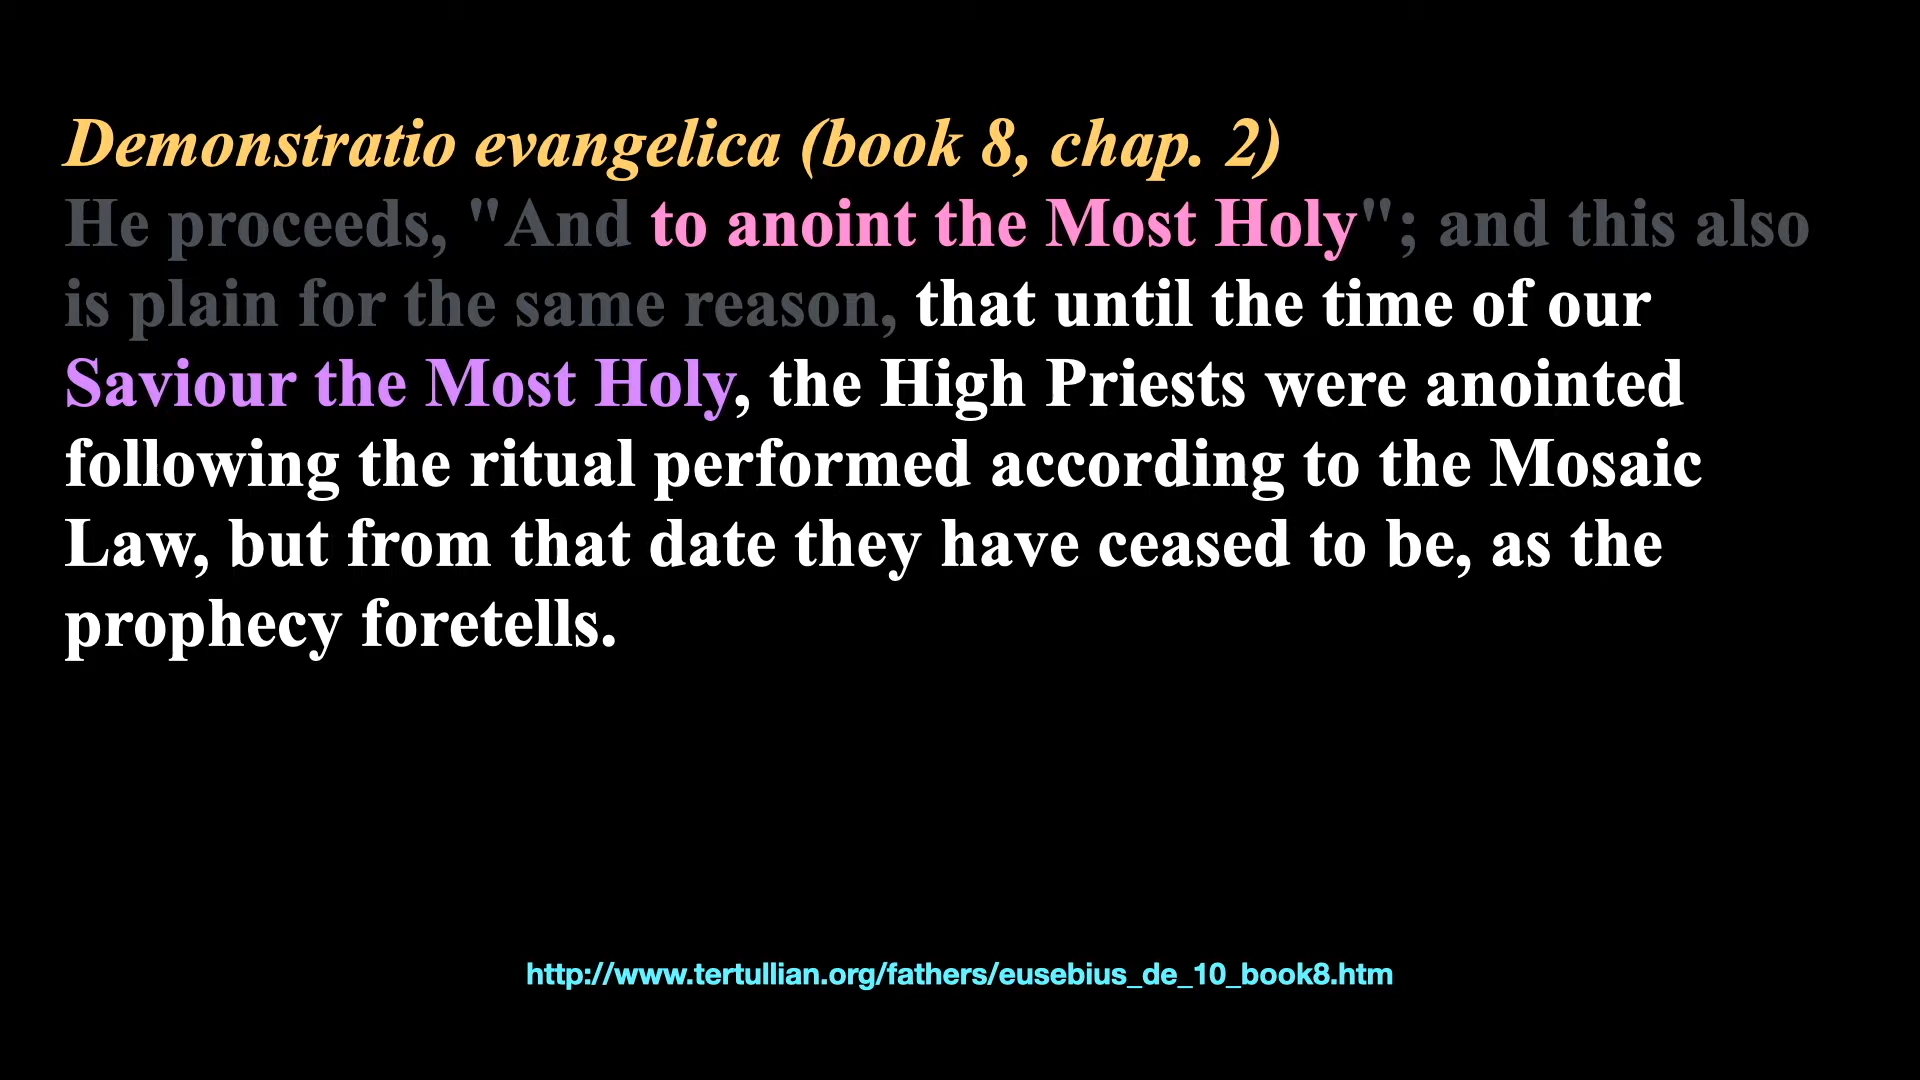 Demonstratio evangelica (book 8, chap. 2)
He proceeds, "And to anoint the Most Holy"; and this also
is plain for the same reason, that until the time of our
Saviour the Most Holy, the High Priests were anointed
following the ritual performed according to the Mosaic
Law, but from that date they have ceased to be, as the
prophecy foretells.
http://www.tertullian.org/fathers/eusebius_de_10_book8.htm